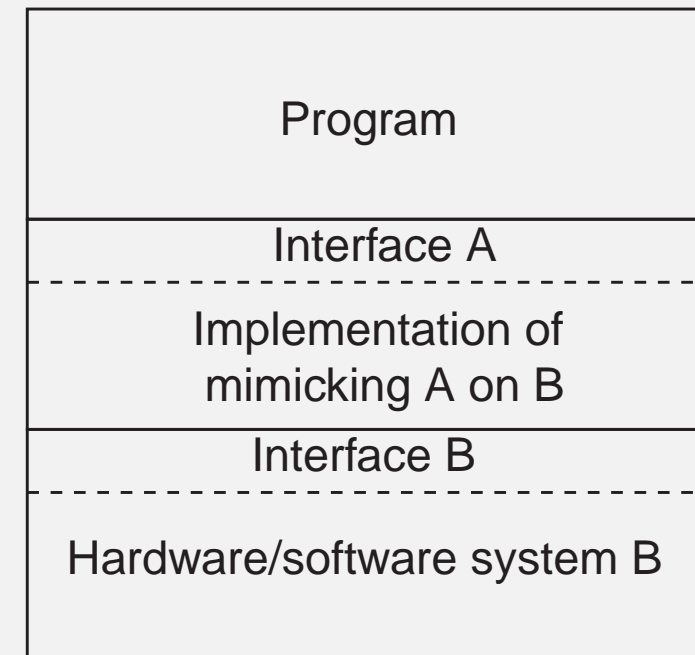 Program
Interface A
Implementation of
mimicking A on B
Interface B
Hardware/software system B